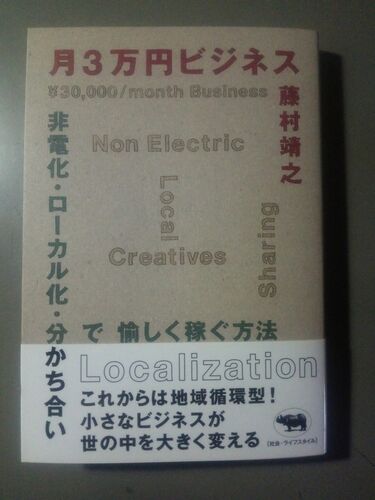 月3万円ビジネス
¥30,000/month Business
藤村靖之
非電化・ローカル化・分かち合い
で 愉しく稼ぐ方法
Non Electric
Local
Creatives
Sharing
Localization
これからは地域循環型!
小さなビジネスが
世の中を大きく変える
[社会・ライフスタイル]